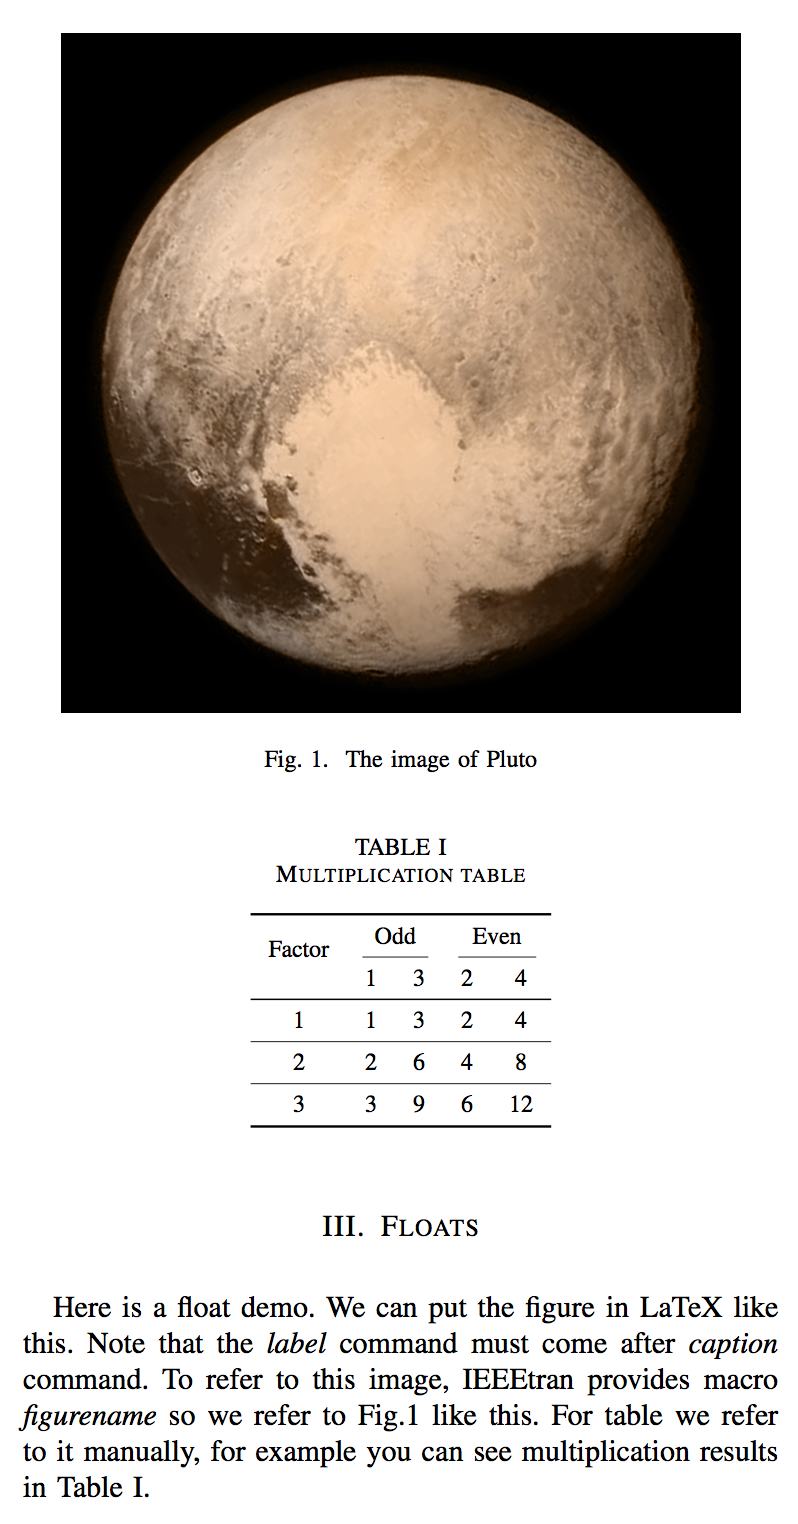 Fig. 1. The image of Pluto
TABLE I
MULTIPLICATION TABLE
Factor Odd Even
1 3 2 4
1 1 3 2 4
2 2 6 4 8
3 3 9 6 12
III. FLOATS
Here is a float demo. We can put the figure in LaTeX like
this. Note that the label command must come after caption
command. To refer to this image, IEEEtran provides macro
figurename so we refer to Fig.1 like this. For table we refer
to it manually, for example you can see multiplication results
in Table I.